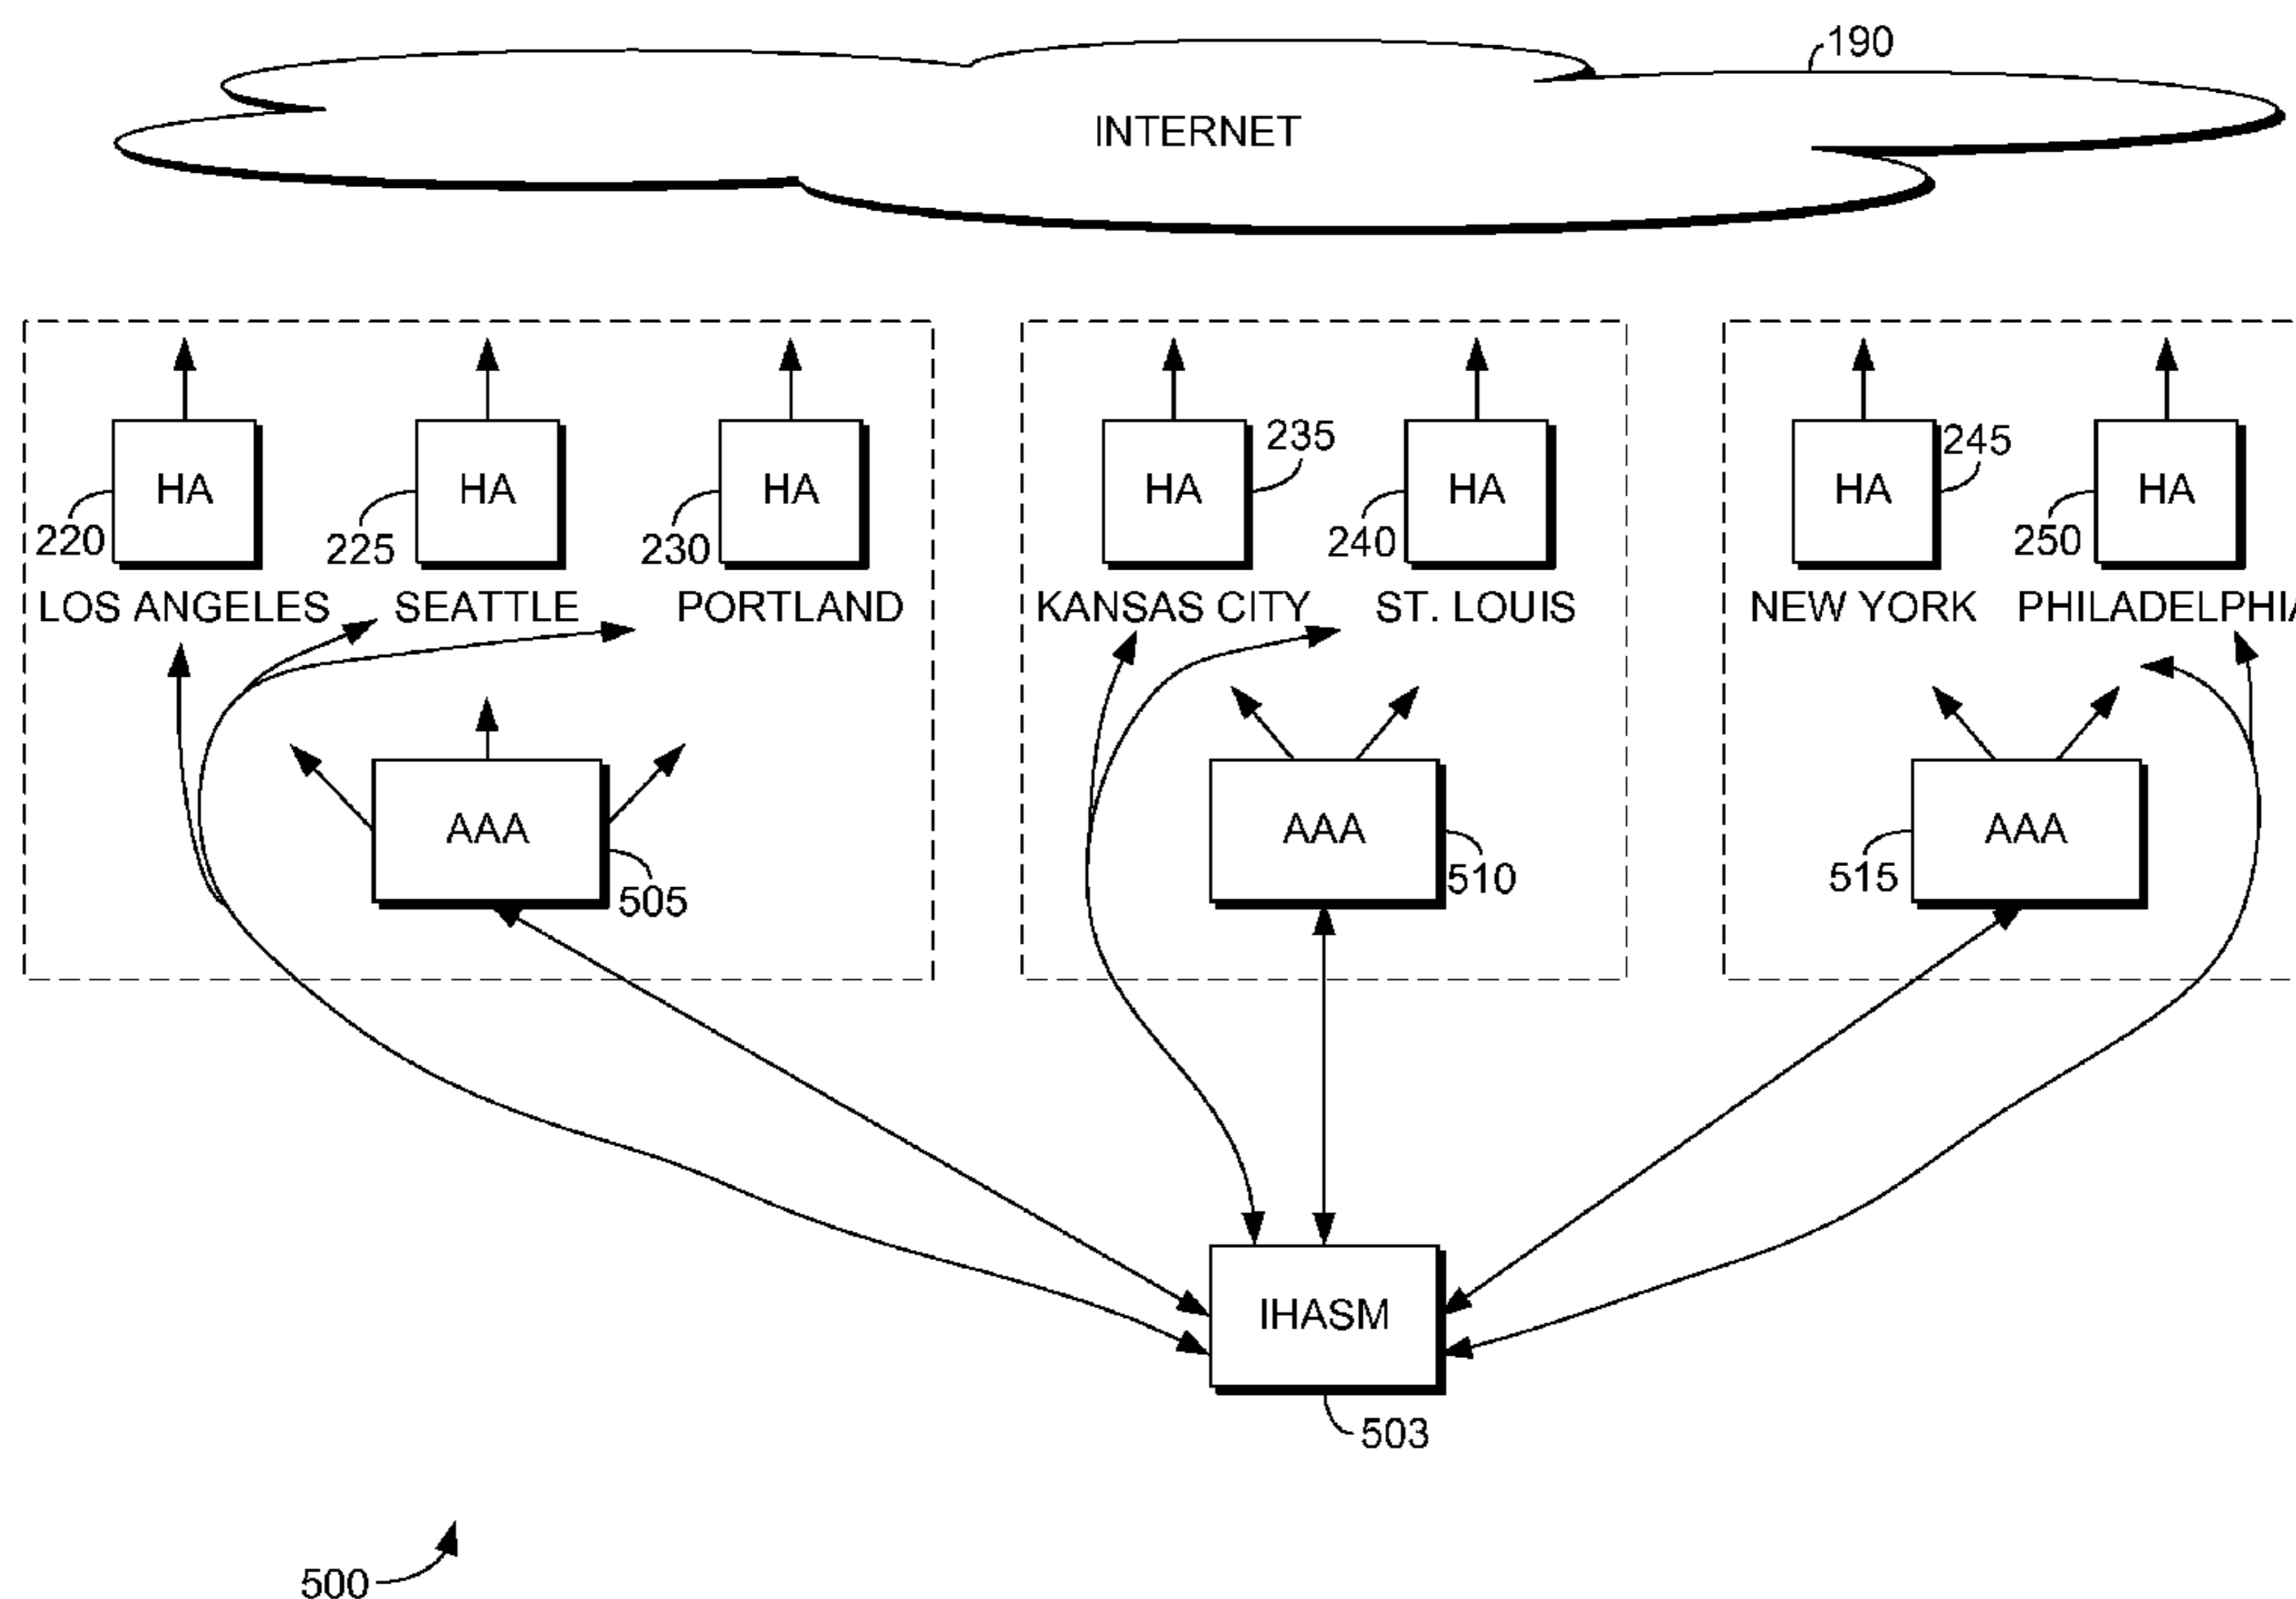 190
INTERNET
HA
HA
HA
HA
235
HA
HA
245
HA
220
225
230
240
250
LOS ANGELES
SEATTLE
PORTLAND
KANSAS CITY
ST. LOUIS
NEW YORK
PHILADELPHIA
AAA
505
AAA
510
AAA
515
IHASM
503
500